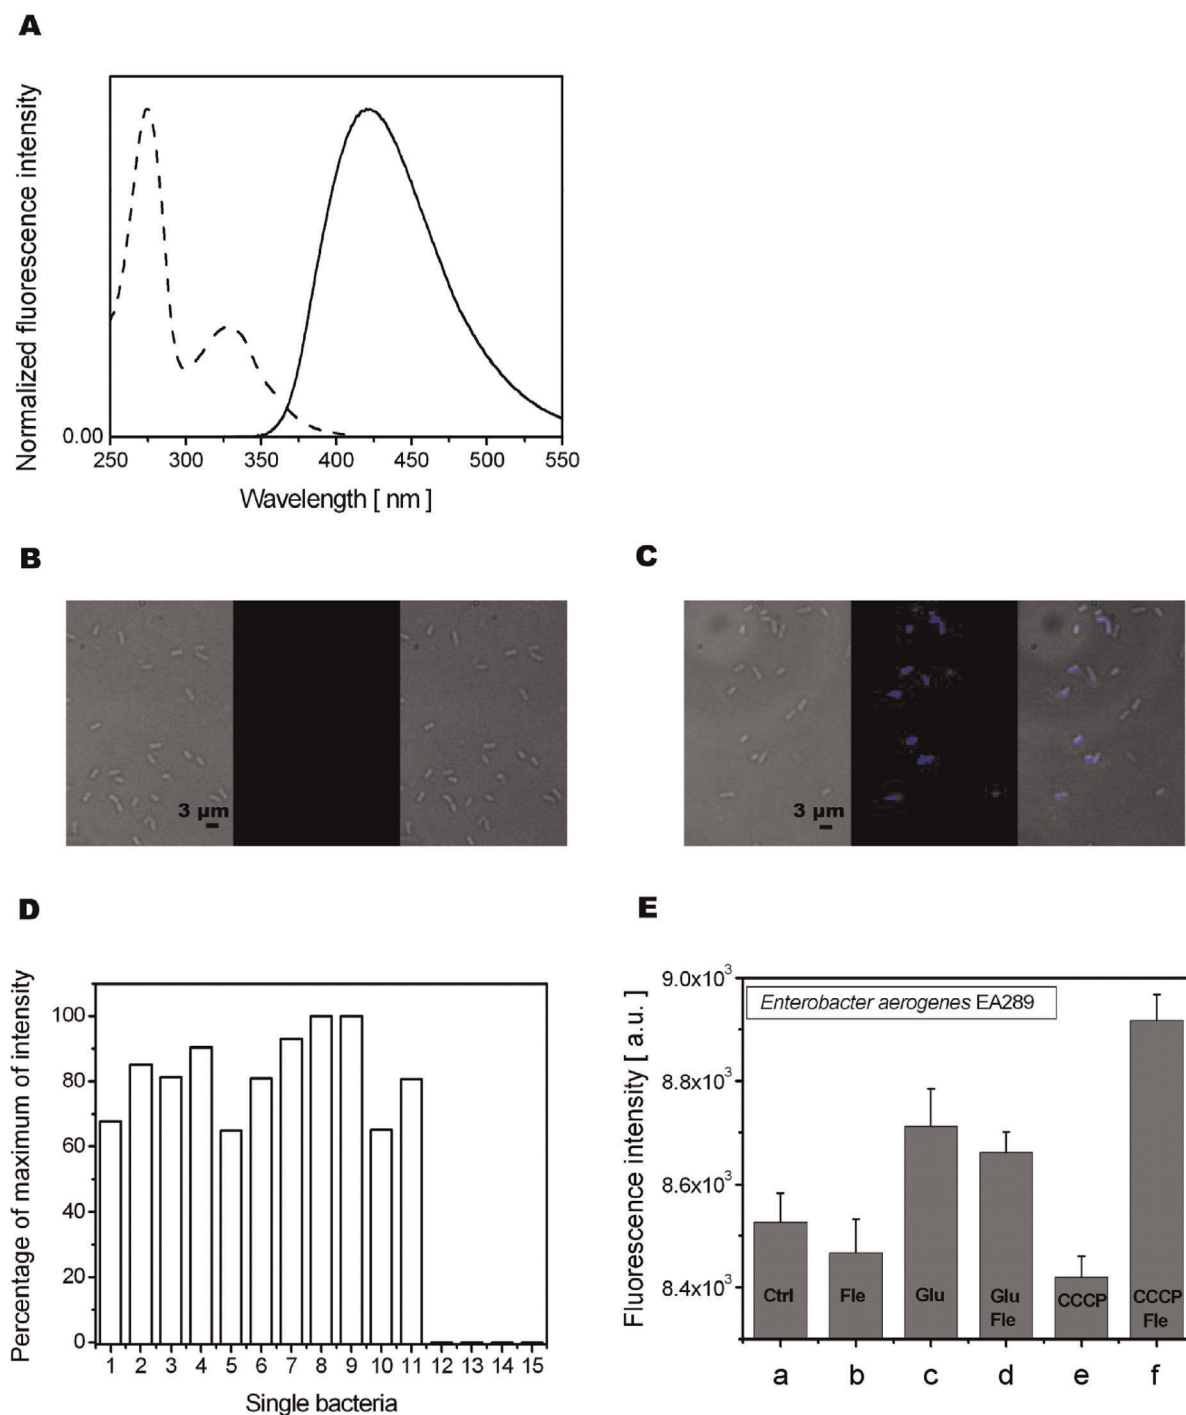 A
Normalized fluorescence intensity
0.00
250 300 350 400 450 500 550
Wavelength [ nm ]
B
3 µm
C
3 µm
D
Percentage of maximum of intensity
100
80
60
40
20
0
1 2 3 4 5 6 7 8 9 10 11 12 13 14 15
Single bacteria
E
Fluorescence intensity [ a.u. ]
9.0x10³
8.8x10³
8.6x10³
8.4x10³
Enterobacter aerogenes EA289
Ctrl
Fle
Glu
Glu
Fle
CCCP
CCCP
Fle
a b c d e f